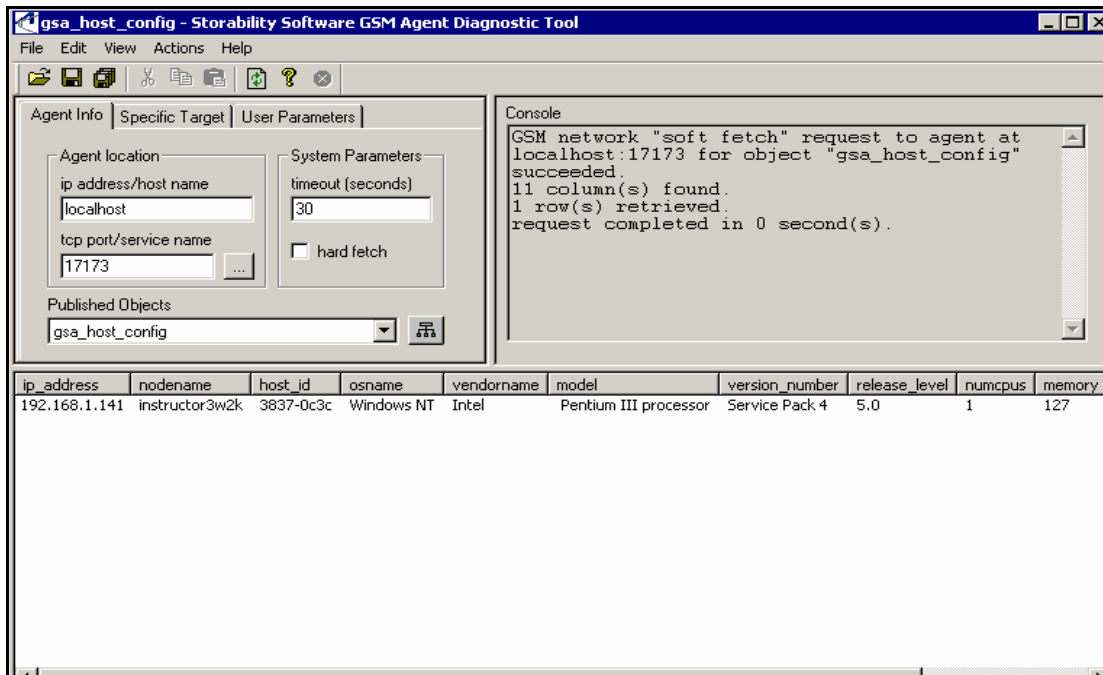 gsa_host_config - Storability Software GSM Agent Diagnostic Tool
File Edit View Actions Help
Agent Info Specific Target User Parameters
Agent location
ip address/host name
localhost
tcp port/service name
17173
...
System Parameters
timeout (seconds)
30
hard fetch
Published Objects
gsa_host_config
Console
GSM network "soft fetch" request to agent at
localhost:17173 for object "gsa_host_config"
succeeded.
11 column(s) found.
1 row(s) retrieved.
request completed in 0 second(s).
ip_address nodename host_id osname vendorname model version_number release_level numcpus memory
192.168.1.141 instructor3w2k 3837-0c3c Windows NT Intel Pentium III processor Service Pack 4 5.0 1 127